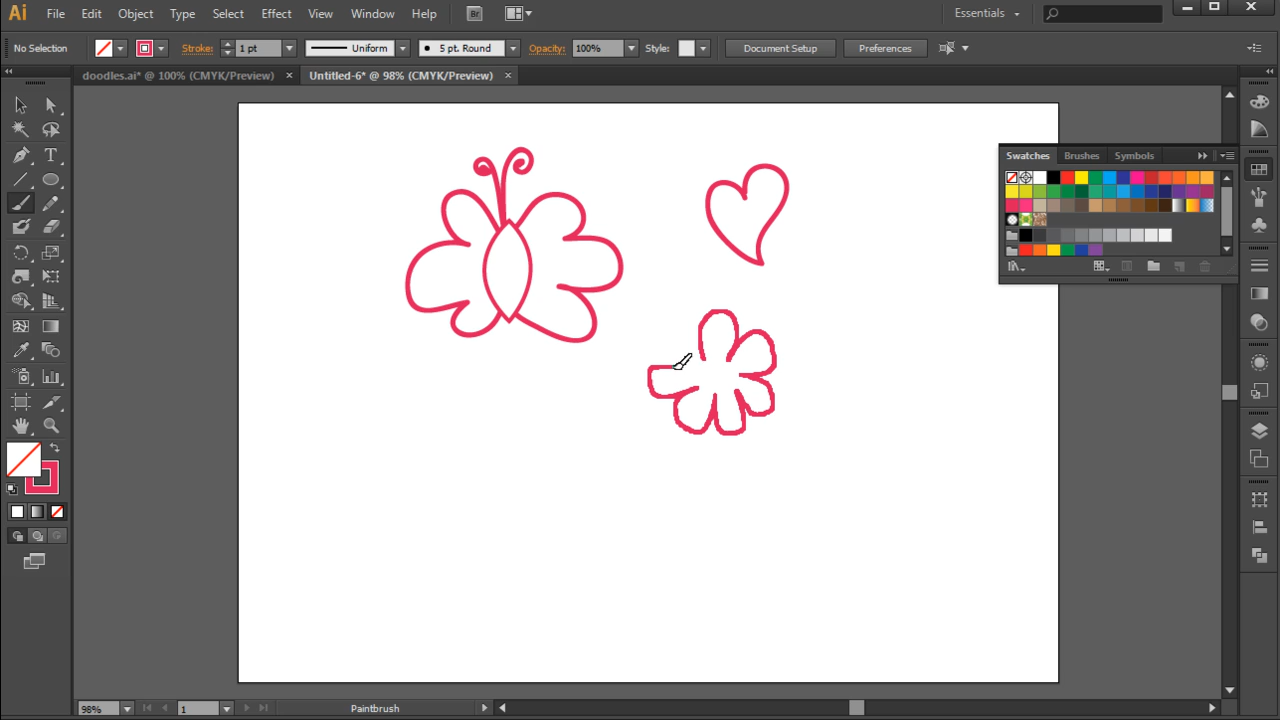 Ai File Edit Object Type Select Effect View Window Help Br Essentials
No Selection Stroke: 1 pt Uniform 5 pt. Round Opacity: 100% Style: Document Setup Preferences
doodles.ai* @ 100% (CMYK/Preview) × Untitled-6* @ 98% (CMYK/Preview) ×
Swatches Brushes Symbols
98% 1 Paintbrush